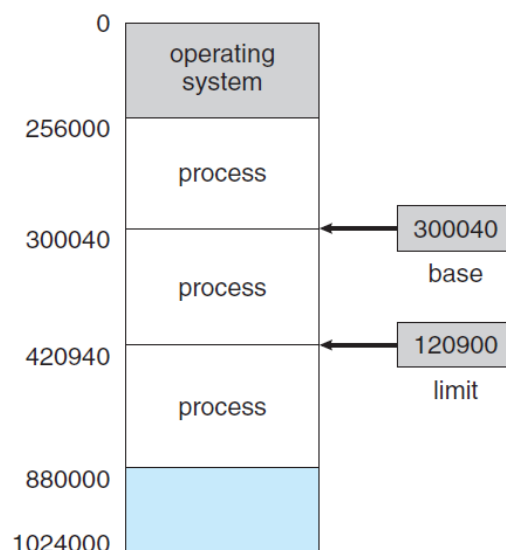 0
operating
system
256000
process
300040
300040
base
process
420940
120900
limit
process
880000
1024000